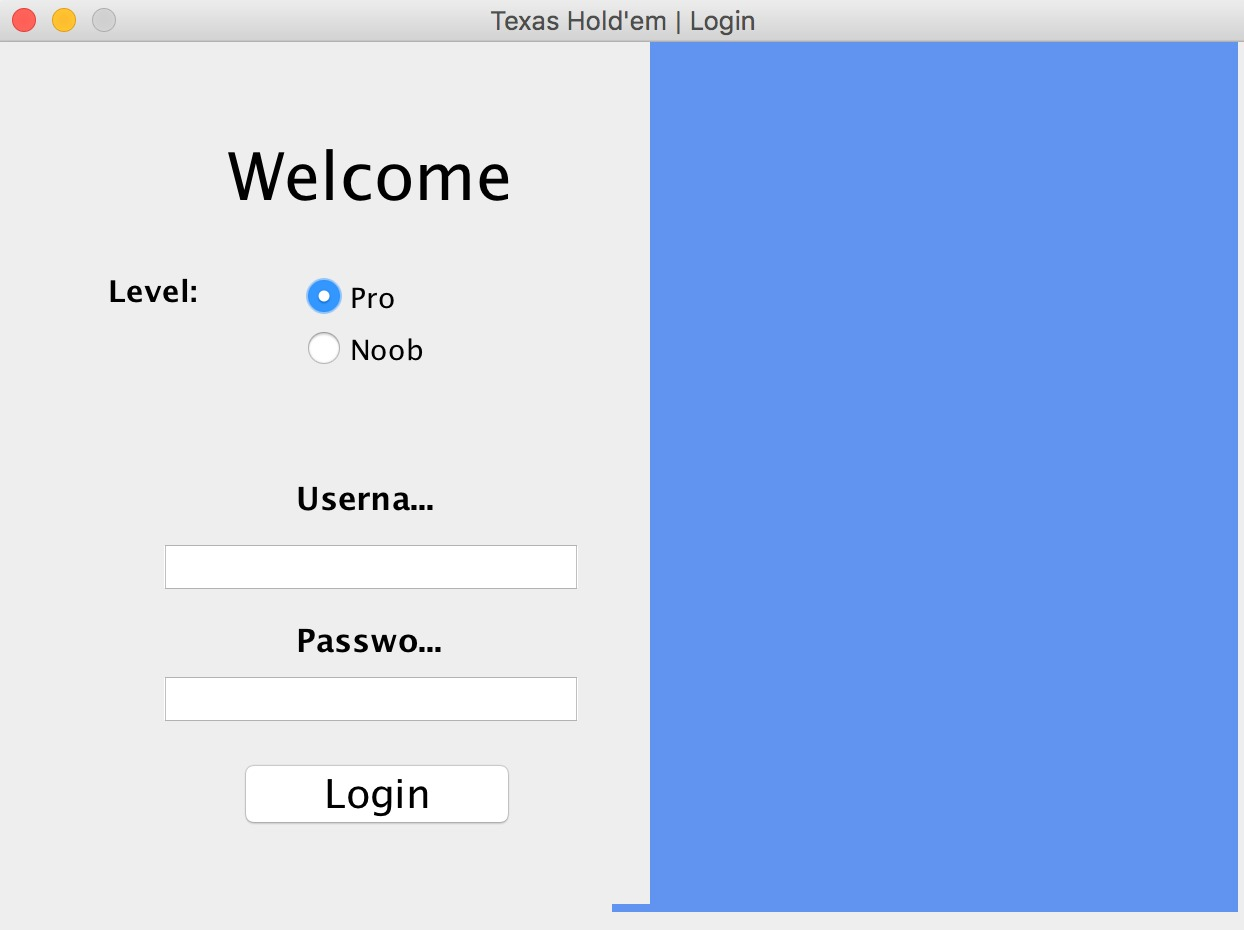 Texas Hold'em | Login
Welcome
Level:
Pro
Noob
Userna...
Passwo...
Login